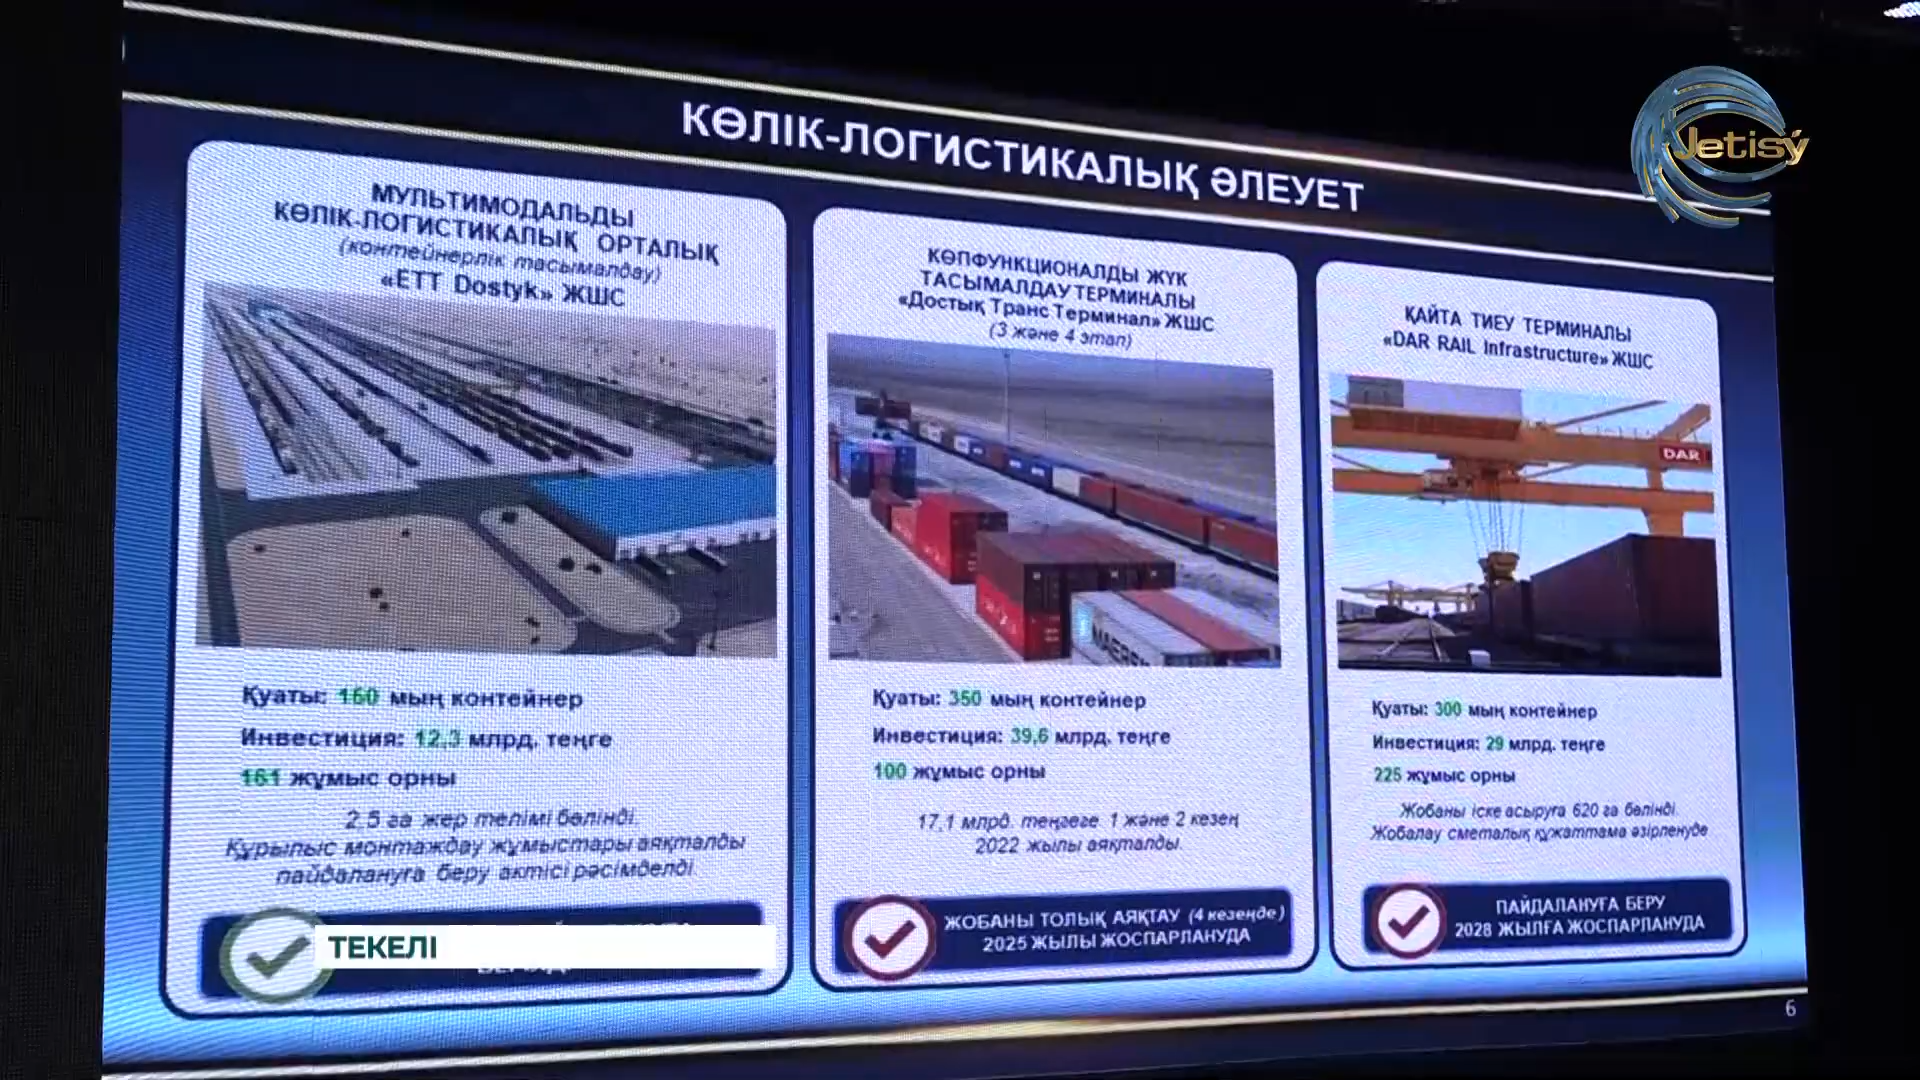 Jetisý
КӨЛІК-ЛОГИСТИКАЛЫҚ ӘЛЕУЕТ
МУЛЬТИМОДАЛЬДЫ
КӨЛІК-ЛОГИСТИКАЛЫҚ ОРТАЛЫҚ
(контейнерлік тасымалдау)
«ETT Dostyk» ЖШС
Қуаты: 160 мың контейнер
Инвестиция: 12,3 млрд. теңге
161 жұмыс орны
2,5 га жер телімі бөлінді.
Құрылыс монтаждау жұмыстары аяқталды
пайдалануға беру актісі рәсімделді.
ТЕКЕЛІ
КӨПФУНКЦИОНАЛДЫ ЖҮК
ТАСЫМАЛДАУ ТЕРМИНАЛЫ
«Достық Транс Терминал» ЖШС
(3 және 4 этап)
MAERSK
Қуаты: 350 мың контейнер
Инвестиция: 39,6 млрд. теңге
100 жұмыс орны
17,1 млрд. теңгеге 1 және 2 кезең
2022 жылы аяқталды.
ЖОБАНЫ ТОЛЫҚ АЯҚТАУ (4 кезеңде)
2025 ЖЫЛЫ ЖОСПАРЛАНУДА
ҚАЙТА ТИЕУ ТЕРМИНАЛЫ
«DAR RAIL Infrastructure» ЖШС
DAR
Қуаты: 300 мың контейнер
Инвестиция: 29 млрд. теңге
225 жұмыс орны
Жобаны іске асыруға 620 га бөлінді.
Жобалау сметалық құжаттама әзірленуде
ПАЙДАЛАНУҒА БЕРУ
2028 ЖЫЛҒА ЖОСПАРЛАНУДА
6